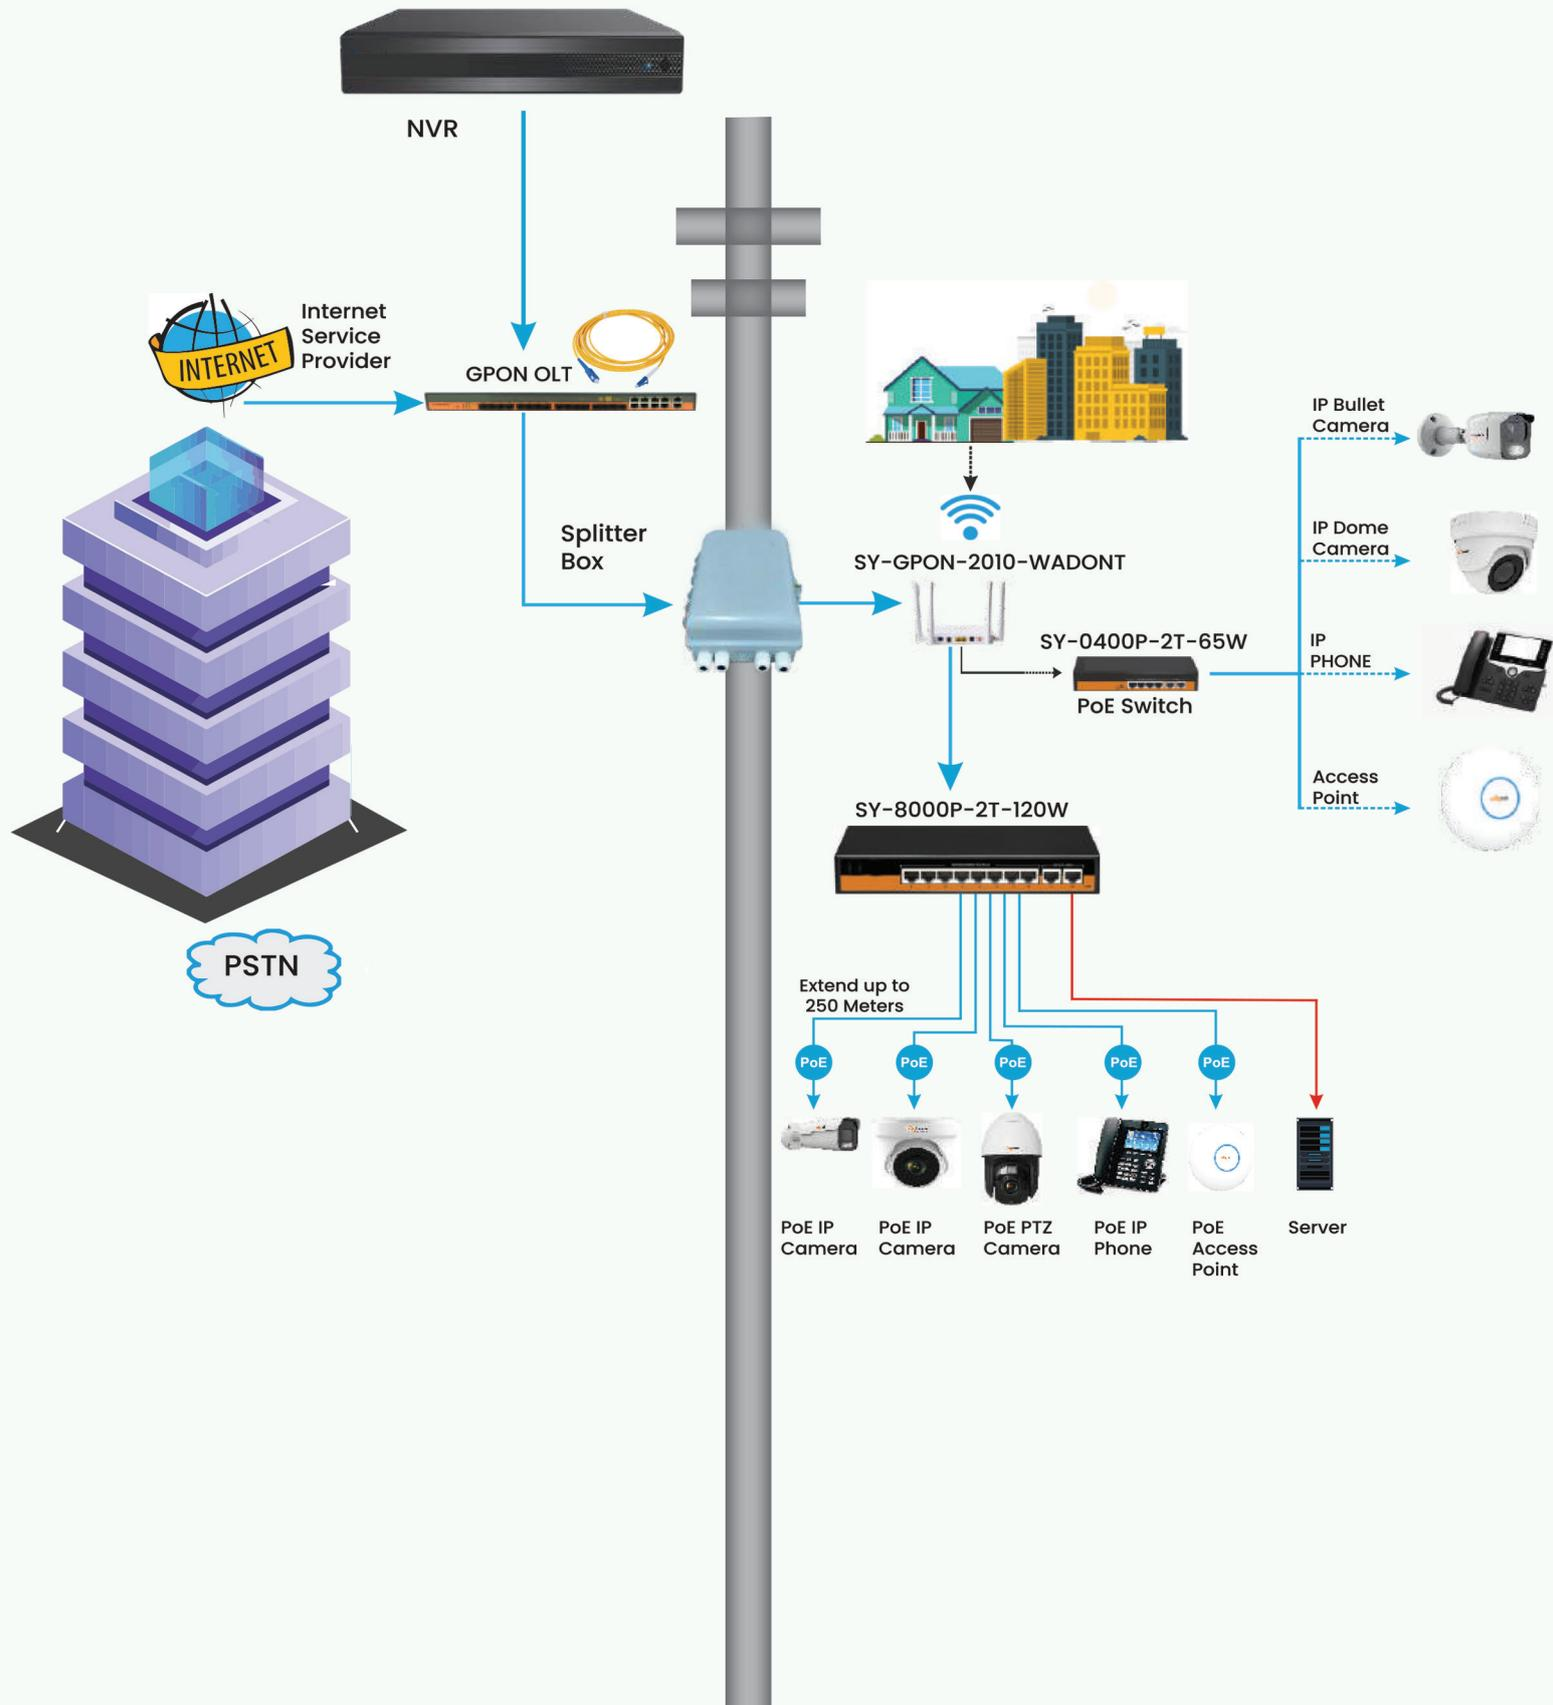 NVR
Internet
Service
Provider
INTERNET
GPON OLT
Splitter
Box
SY-GPON-2010-WADONT
SY-0400P-2T-65W
PoE Switch
IP Bullet
Camera
IP Dome
Camera
IP
PHONE
Access
Point
SY-8000P-2T-120W
PSTN
Extend up to
250 Meters
PoE
PoE
PoE
PoE
PoE
PoE IP
Camera
PoE IP
Camera
PoE PTZ
Camera
PoE IP
Phone
PoE
Access
Point
Server